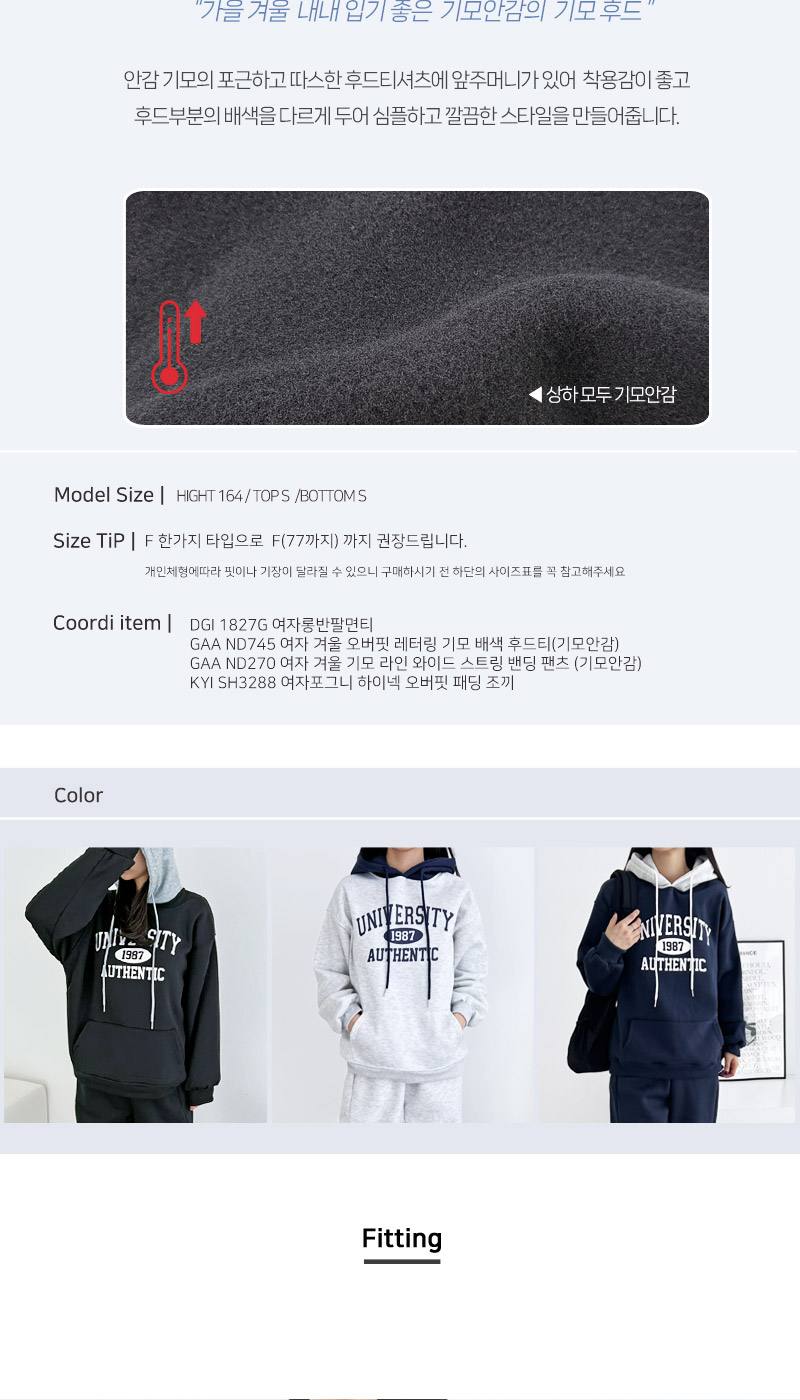 "가을 겨울 내내 입기 좋은 기모안감의 기모 후드"
안감 기모의 포근하고 따스한 후드티셔츠에 앞주머니가 있어 착용감이 좋고
후드부분의 배색을 다르게 두어 심플하고 깔끔한 스타일을 만들어줍니다.
◀ 상하 모두 기모안감
Model Size | HIGHT 164 / TOP S /BOTTOM S
Size TiP | F 한가지 타입으로 F(77까지) 까지 권장드립니다.
개인체형에따라 핏이나 기장이 달라질 수 있으니 구매하시기 전 하단의 사이즈표를 꼭 참고해주세요
Coordi item | DGI 1827G 여자롱반팔면티
GAA ND745 여자 겨울 오버핏 레터링 기모 배색 후드티(기모안감)
GAA ND270 여자 겨울 기모 라인 와이드 스트링 밴딩 팬츠 (기모안감)
KYI SH3288 여자포그니 하이넥 오버핏 패딩 조끼
Color
UNIVERSITY
1987
AUTHENTIC
UNIVERSITY
1987
AUTHENTIC
UNIVERSITY
1987
AUTHENTIC
Fitting